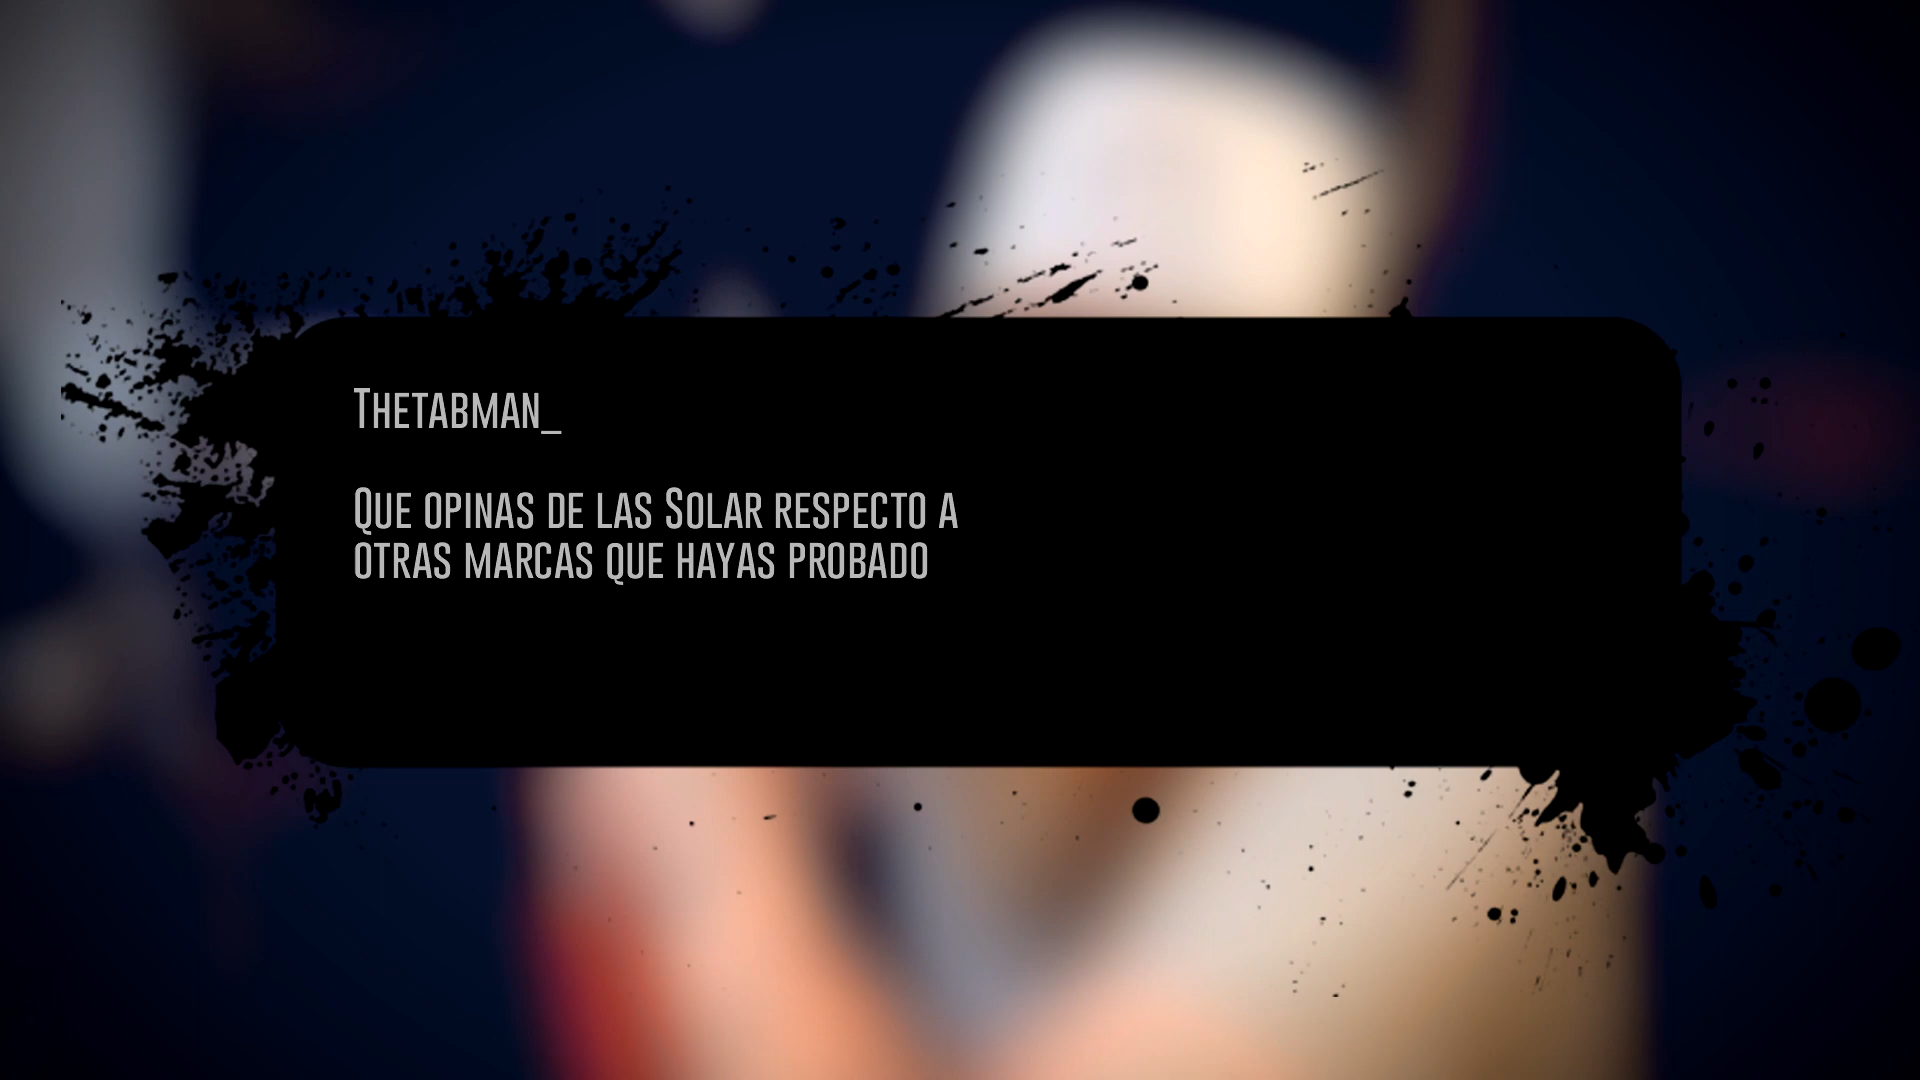 Thetabman_
Que opinas de las Solar respecto a
otras marcas que hayas probado